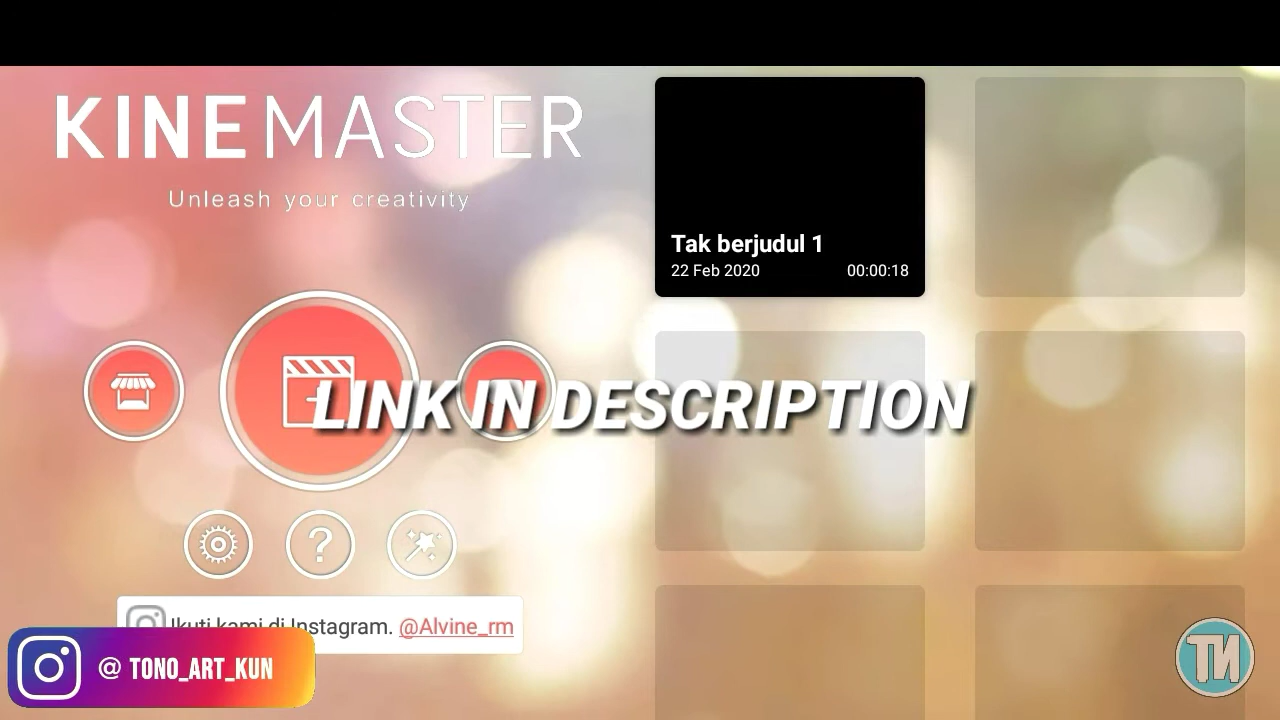 KINEMASTER
Unleash your creativity
Tak berjudul 1
22 Feb 2020 00:00:18
LINK IN DESCRIPTION
?
Ikuti kami di Instagram. @Alvine_rm
@ TONO_ART_KUN
TN